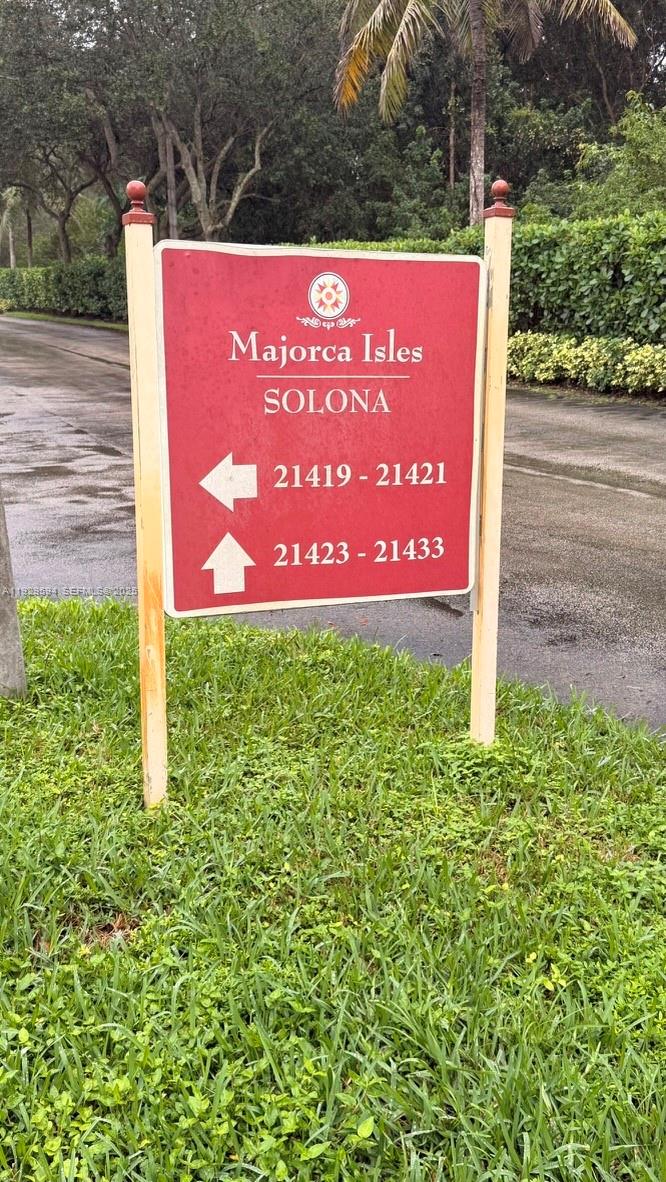 Majorca Isles
SOLONA
21419 - 21421
21423 - 21433